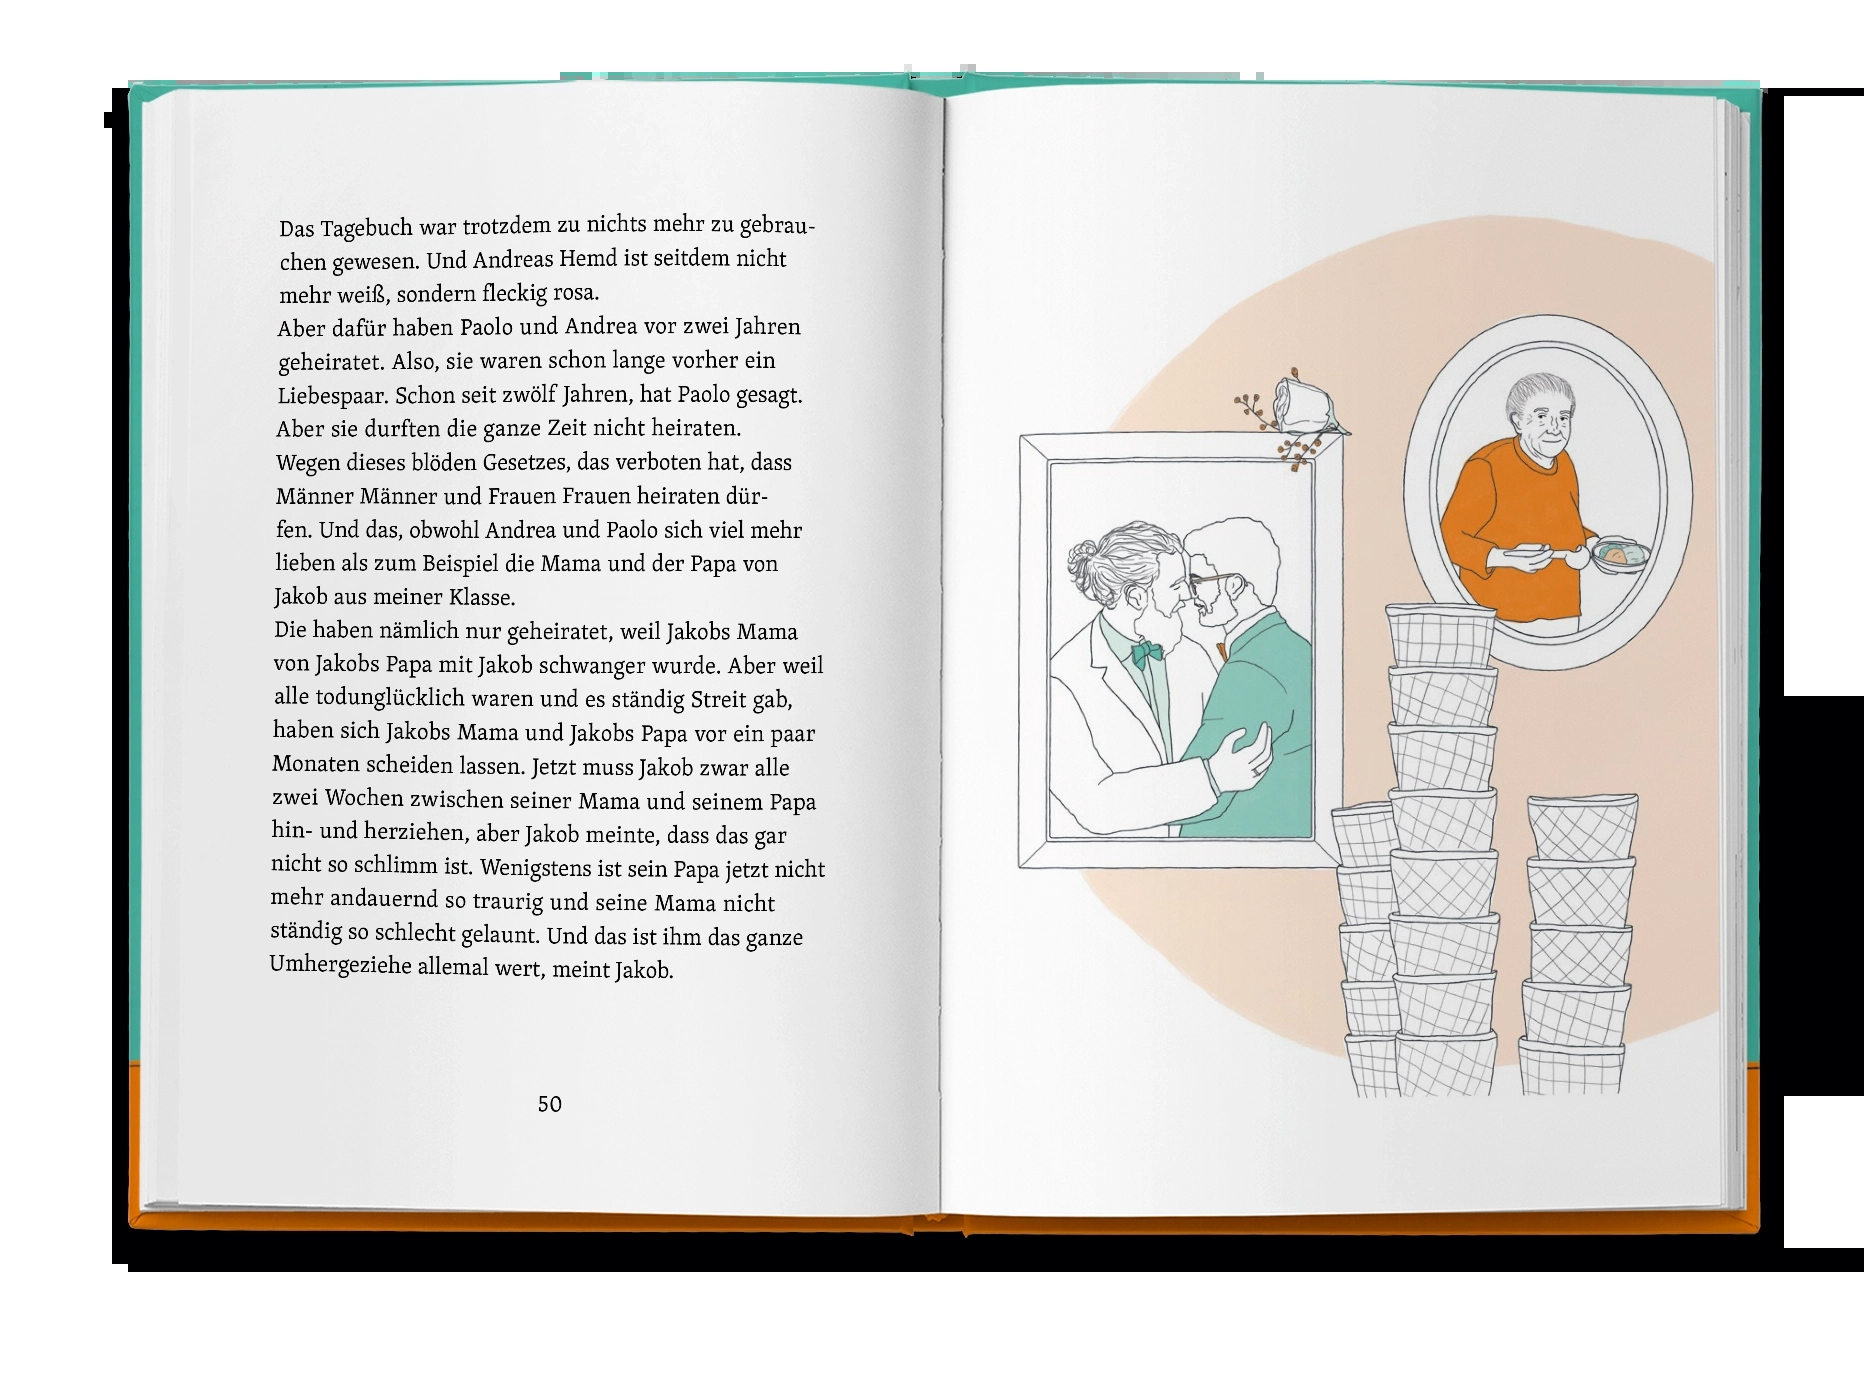 Das Tagebuch war trotzdem zu nichts mehr zu gebrau-
chen gewesen. Und Andreas Hemd ist seitdem nicht
mehr weiß, sondern fleckig rosa.
Aber dafür haben Paolo und Andrea vor zwei Jahren
geheiratet. Also, sie waren schon lange vorher ein
Liebespaar. Schon seit zwölf Jahren, hat Paolo gesagt.
Aber sie durften die ganze Zeit nicht heiraten.
Wegen dieses blöden Gesetzes, das verboten hat, dass
Männer Männer und Frauen Frauen heiraten dür-
fen. Und das, obwohl Andrea und Paolo sich viel mehr
lieben als zum Beispiel die Mama und der Papa von
Jakob aus meiner Klasse.
Die haben nämlich nur geheiratet, weil Jakobs Mama
von Jakobs Papa mit Jakob schwanger wurde. Aber weil
alle todunglücklich waren und es ständig Streit gab,
haben sich Jakobs Mama und Jakobs Papa vor ein paar
Monaten scheiden lassen. Jetzt muss Jakob zwar alle
zwei Wochen zwischen seiner Mama und seinem Papa
hin- und herziehen, aber Jakob meinte, dass das gar
nicht so schlimm ist. Wenigstens ist sein Papa jetzt nicht
mehr andauernd so traurig und seine Mama nicht
ständig so schlecht gelaunt. Und das ist ihm das ganze
Umhergeziehe allemal wert, meint Jakob.
50